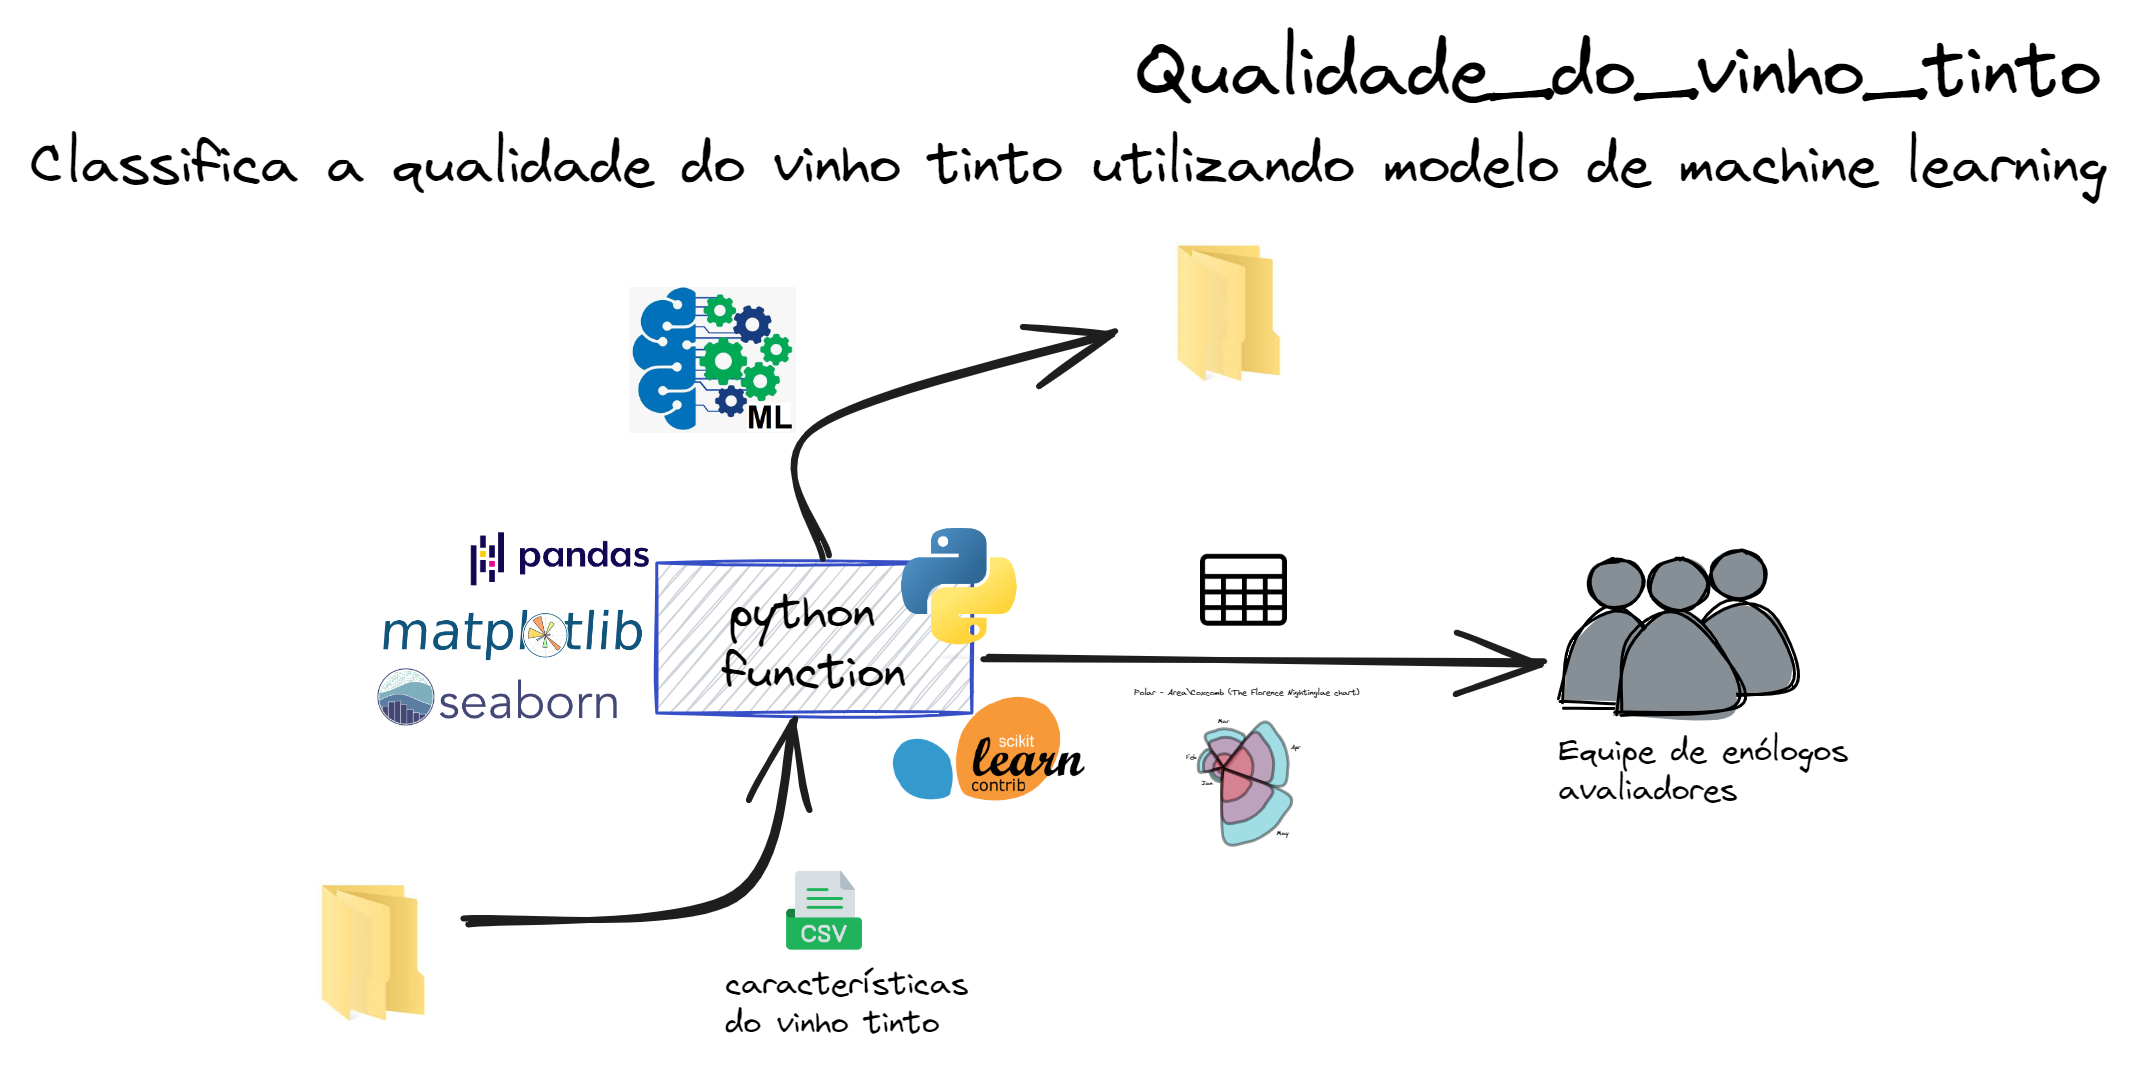 Qualidade_do_vinho_tinto
Classifica a qualidade do vinho tinto utilizando modelo de machine learning
ML
pandas
matplotlib
seaborn
python
function
scikit
learn
contrib
Polar - Area\Coxcomb (The Florence Nightinglae chart)
Mar
Apr
Feb
Jan
May
Equipe de enólogos
avaliadores
CSV
características
do vinho tinto